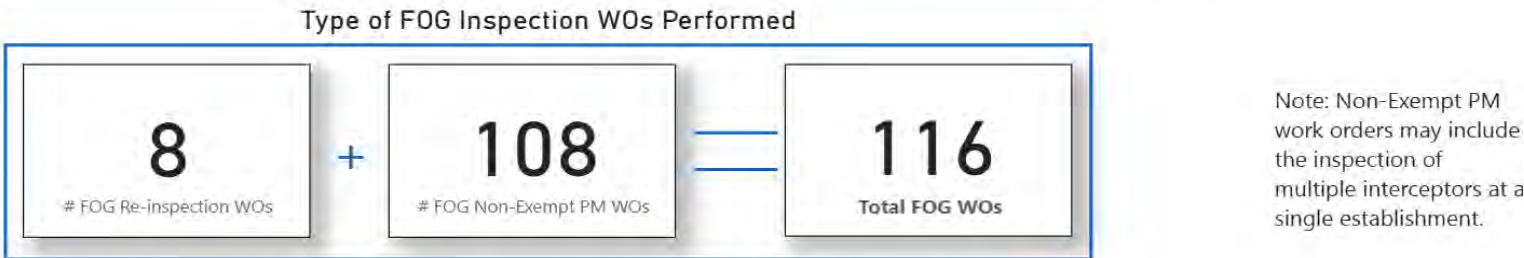 Type of FOG Inspection WOs Performed
8
# FOG Re-inspection WOs
+
108
# FOG Non-Exempt PM WOs
=
116
Total FOG WOs
Note: Non-Exempt PM
work orders may include
the inspection of
multiple interceptors at a
single establishment.